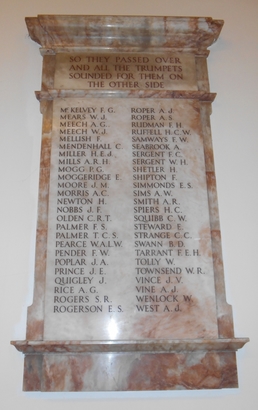 SO THEY PASSED OVER
AND ALL THE TRUMPETS
SOUNDED FOR THEM ON
THE OTHER SIDE
McKELVEY F. G.
MEARS W. J.
MEECH A. G.
MEECH W. J.
MELLISH F.
MENDENHALL C.
MILLER H. E. J.
MILLS A. R. H.
MOGG P. G.
MOGGERIDGE E.
MOORE J. M.
MORRIS A. C.
NEWTON H.
NOBBS J. F.
OLDEN C. R. T.
PALMER F. S.
PALMER T. C. S.
PEARCE W. A. L. W.
PENDER F. W.
POPLAR J. A.
PRINCE J. E.
QUIGLEY J.
RICE A. G.
ROGERS S. R.
ROGERSON E. S.
ROPER A. J.
ROPER A. S.
RUDMAN F. H.
RUFFELL H. C. W.
SAMWAYS F. W.
SEABROOK A.
SERGENT F. C.
SERGENT W. H.
SHETLER H.
SHIPTON F.
SIMMONDS E. S.
SIMS A. W.
SMITH A. R.
SPIERS H. C.
SQUIBB C. W.
STEWARD E.
STRANGE C. C.
SWANN B. D.
TARRANT F. E. H.
TOLLY W.
TOWNSEND W. R.
VINCE J. V.
VINE A. J.
WENLOCK W.
WEST A. J.